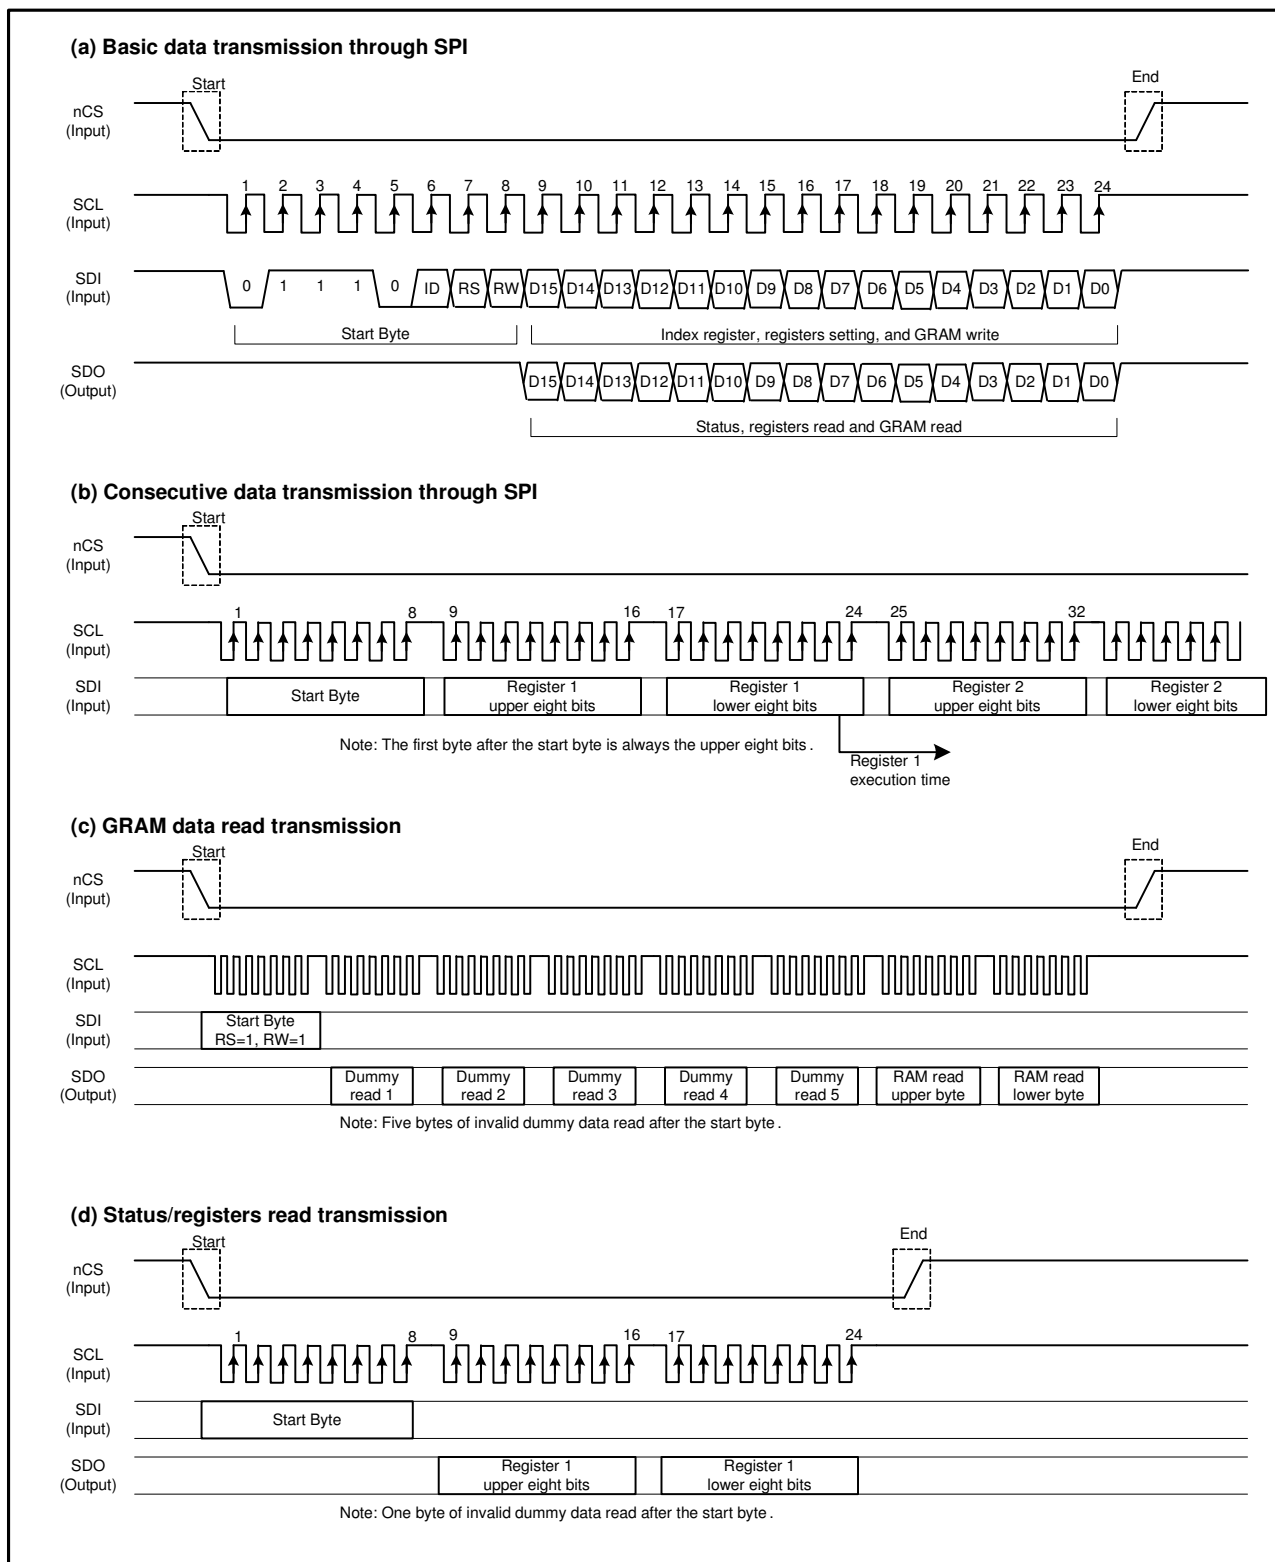 (a) Basic data transmission through SPI
Start
End
nCS
(Input)
1 2 3 4 5 6 7 8 9 10 11 12 13 14 15 16 17 18 19 20 21 22 23 24
SCL
(Input)
SDI
(Input)
0 1 1 1 0 ID RS RW D15 D14 D13 D12 D11 D10 D9 D8 D7 D6 D5 D4 D3 D2 D1 D0
Start Byte
Index register, registers setting, and GRAM write
SDO
(Output)
D15 D14 D13 D12 D11 D10 D9 D8 D7 D6 D5 D4 D3 D2 D1 D0
Status, registers read and GRAM read
(b) Consecutive data transmission through SPI
Start
nCS
(Input)
1 8 9 16 17 24 25 32
SCL
(Input)
SDI
(Input)
Start Byte
Register 1
upper eight bits
Register 1
lower eight bits
Register 2
upper eight bits
Register 2
lower eight bits
Note: The first byte after the start byte is always the upper eight bits .
Register 1
execution time
(c) GRAM data read transmission
Start
End
nCS
(Input)
SCL
(Input)
SDI
(Input)
Start Byte
RS=1, RW=1
SDO
(Output)
Dummy
read 1
Dummy
read 2
Dummy
read 3
Dummy
read 4
Dummy
read 5
RAM read
upper byte
RAM read
lower byte
Note: Five bytes of invalid dummy data read after the start byte .
(d) Status/registers read transmission
Start
End
nCS
(Input)
1 8 9 16 17 24
SCL
(Input)
SDI
(Input)
Start Byte
SDO
(Output)
Register 1
upper eight bits
Register 1
lower eight bits
Note: One byte of invalid dummy data read after the start byte .